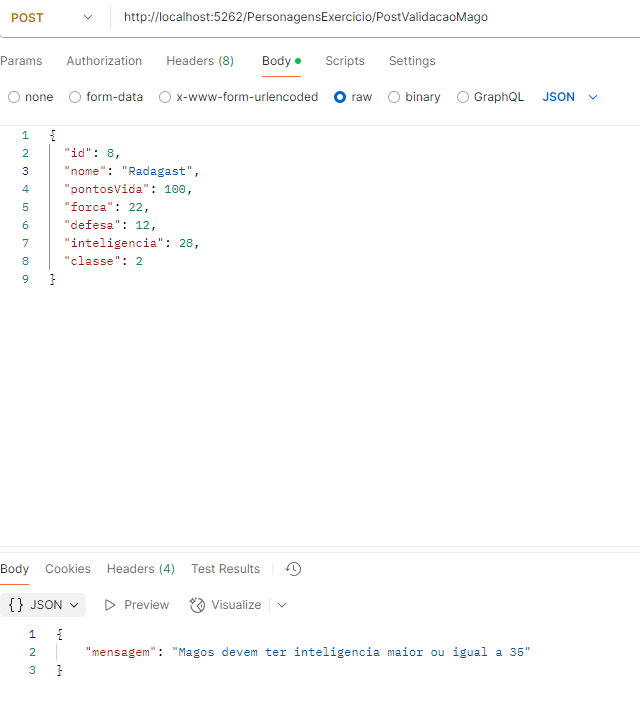 POST http://localhost:5262/PersonagensExercicio/PostValidacaoMago
Params Authorization Headers (8) Body Scripts Settings
none form-data x-www-form-urlencoded raw binary GraphQL JSON
1 {
2 "id": 8,
3 "nome": "Radagast",
4 "pontosVida": 100,
5 "forca": 22,
6 "defesa": 12,
7 "inteligencia": 28,
8 "classe": 2
9 }
Body Cookies Headers (4) Test Results
{} JSON Preview Visualize
1 {
2 "mensagem": "Magos devem ter inteligencia maior ou igual a 35"
3 }